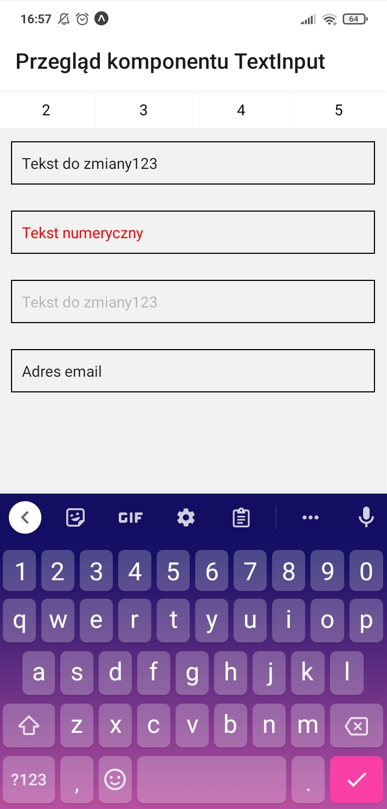 16:57 64
Przegląd komponentu TextInput
2 3 4 5
Tekst do zmiany123
Tekst numeryczny
Tekst do zmiany123
Adres email
GIF
1 2 3 4 5 6 7 8 9 0
q w e r t y u i o p
a s d f g h j k l
z x c v b n m
?123 , .